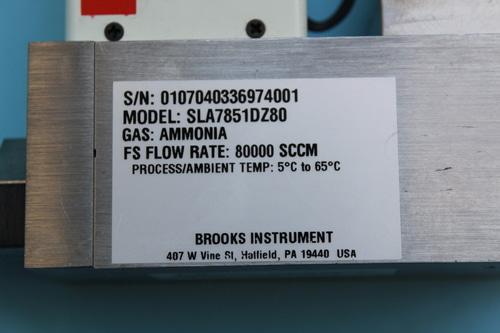 S/N: 0107040336974001
MODEL: SLA7851DZ80
GAS: AMMONIA
FS FLOW RATE: 80000 SCCM
PROCESS/AMBIENT TEMP: 5°C to 65°C
BROOKS INSTRUMENT
407 W Vine St, Hatfield, PA 19440 USA